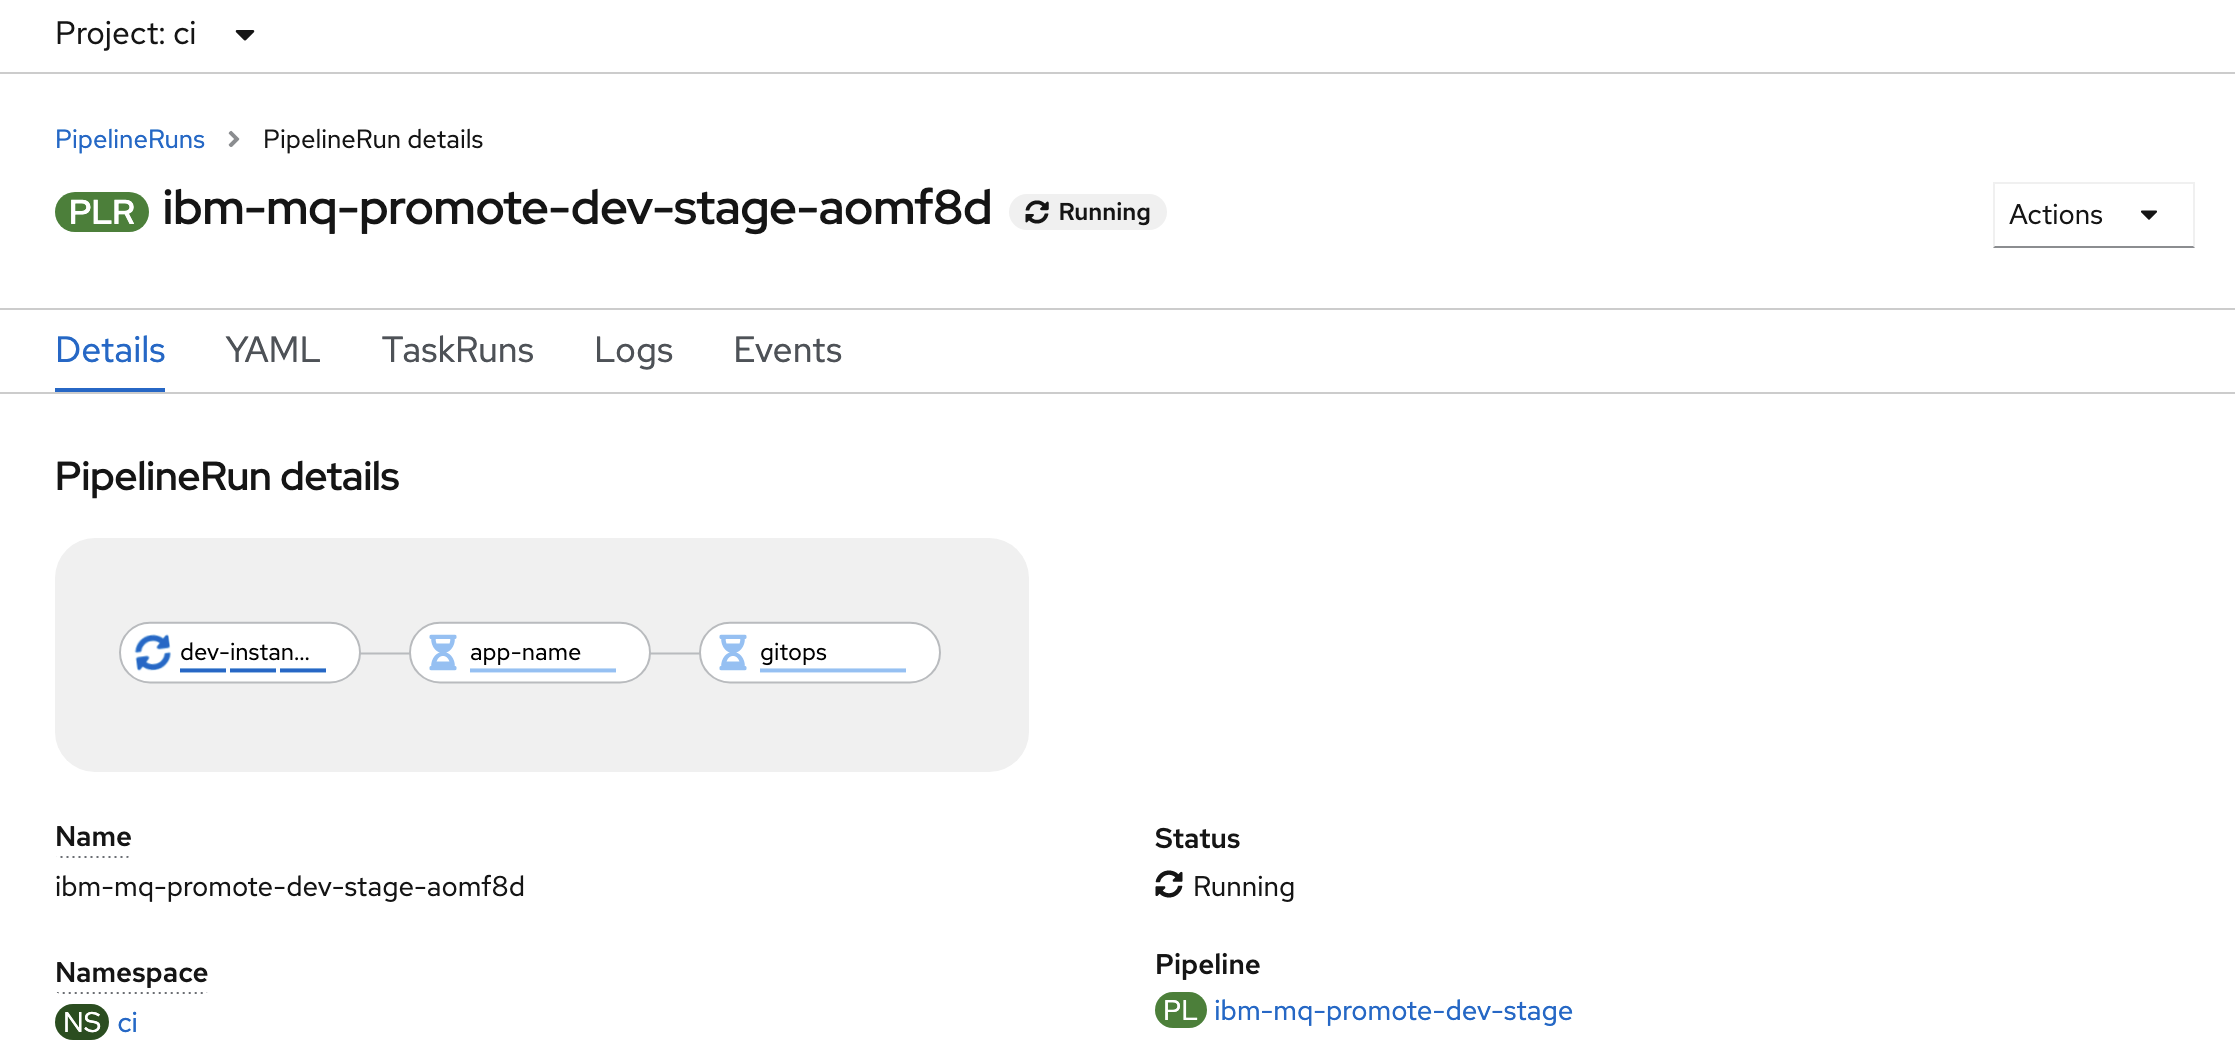 Project: ci
PipelineRuns > PipelineRun details
PLR ibm-mq-promote-dev-stage-aomf8d Running
Actions
Details YAML TaskRuns Logs Events
PipelineRun details
dev-instan... app-name gitops
Name
ibm-mq-promote-dev-stage-aomf8d
Status
Running
Namespace
NS ci
Pipeline
PL ibm-mq-promote-dev-stage